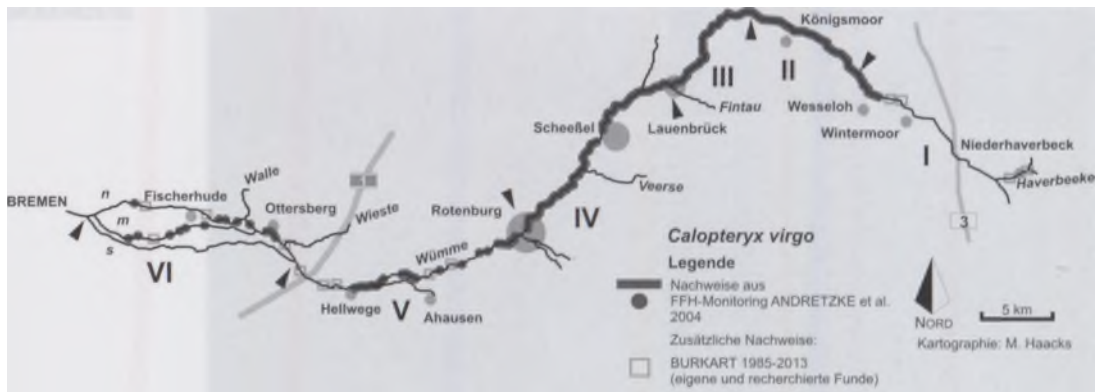 Königsmoor
III
II
Fintau
Wesseloh
Lauenbrück
Scheeßel
Wintermoor
I
Niederhaverbeck
Haverbeeke
Veerse
Walle
n
Fischerhude
BREMEN
m
Ottersberg
Wieste
Rotenburg
IV
3
s
VI
Wümme
Hellwege
V
Ahausen
Calopteryx virgo
Legende
Nachweise aus
FFH-Monitoring ANDRETZKE et al.
2004
Zusätzliche Nachweise:
BURKART 1985-2013
(eigene und recherchierte Funde)
NORD
5 km
Kartographie: M. Haacks